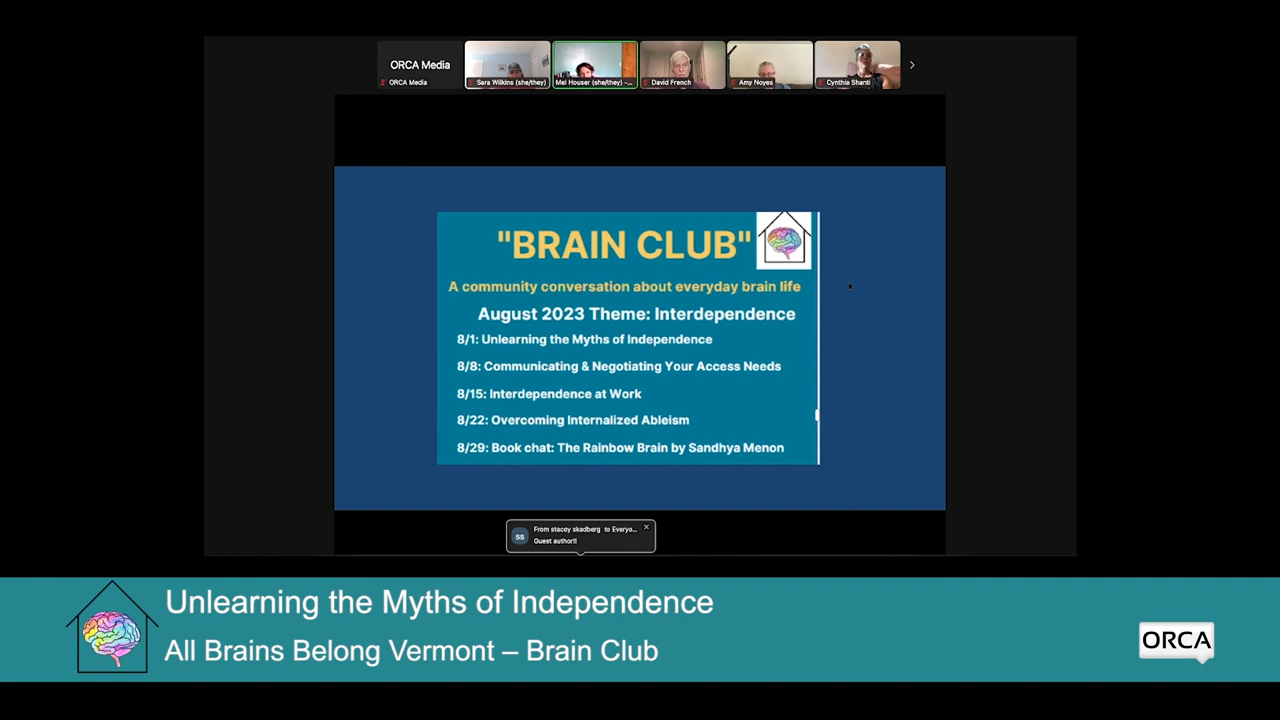 ORCA Media
ORCA Media
Sara Wilkins (she/they)
Mel Houser (she/they) -...
David French
Amy Noyes
Cynthia Shanti
"BRAIN CLUB"
A community conversation about everyday brain life
August 2023 Theme: Interdependence
8/1: Unlearning the Myths of Independence
8/8: Communicating & Negotiating Your Access Needs
8/15: Interdependence at Work
8/22: Overcoming Internalized Ableism
8/29: Book chat: The Rainbow Brain by Sandhya Menon
SS
From stacey skadberg to Everyo...
Guest author!!
Unlearning the Myths of Independence
All Brains Belong Vermont – Brain Club
ORCA